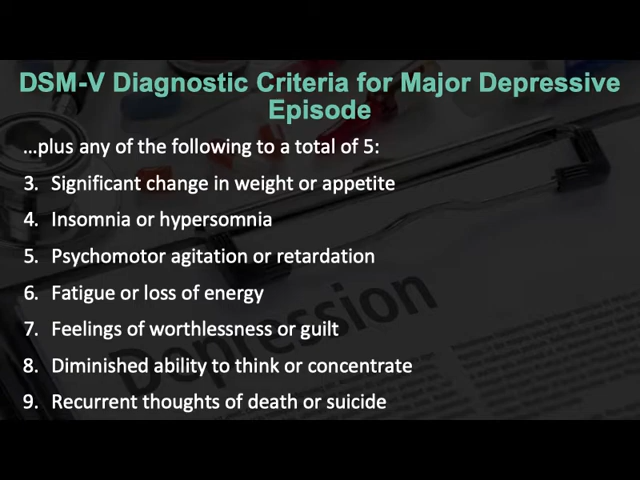 DSM-V Diagnostic Criteria for Major Depressive
Episode
...plus any of the following to a total of 5:
3. Significant change in weight or appetite
4. Insomnia or hypersomnia
5. Psychomotor agitation or retardation
6. Fatigue or loss of energy
7. Feelings of worthlessness or guilt
8. Diminished ability to think or concentrate
9. Recurrent thoughts of death or suicide
Depression